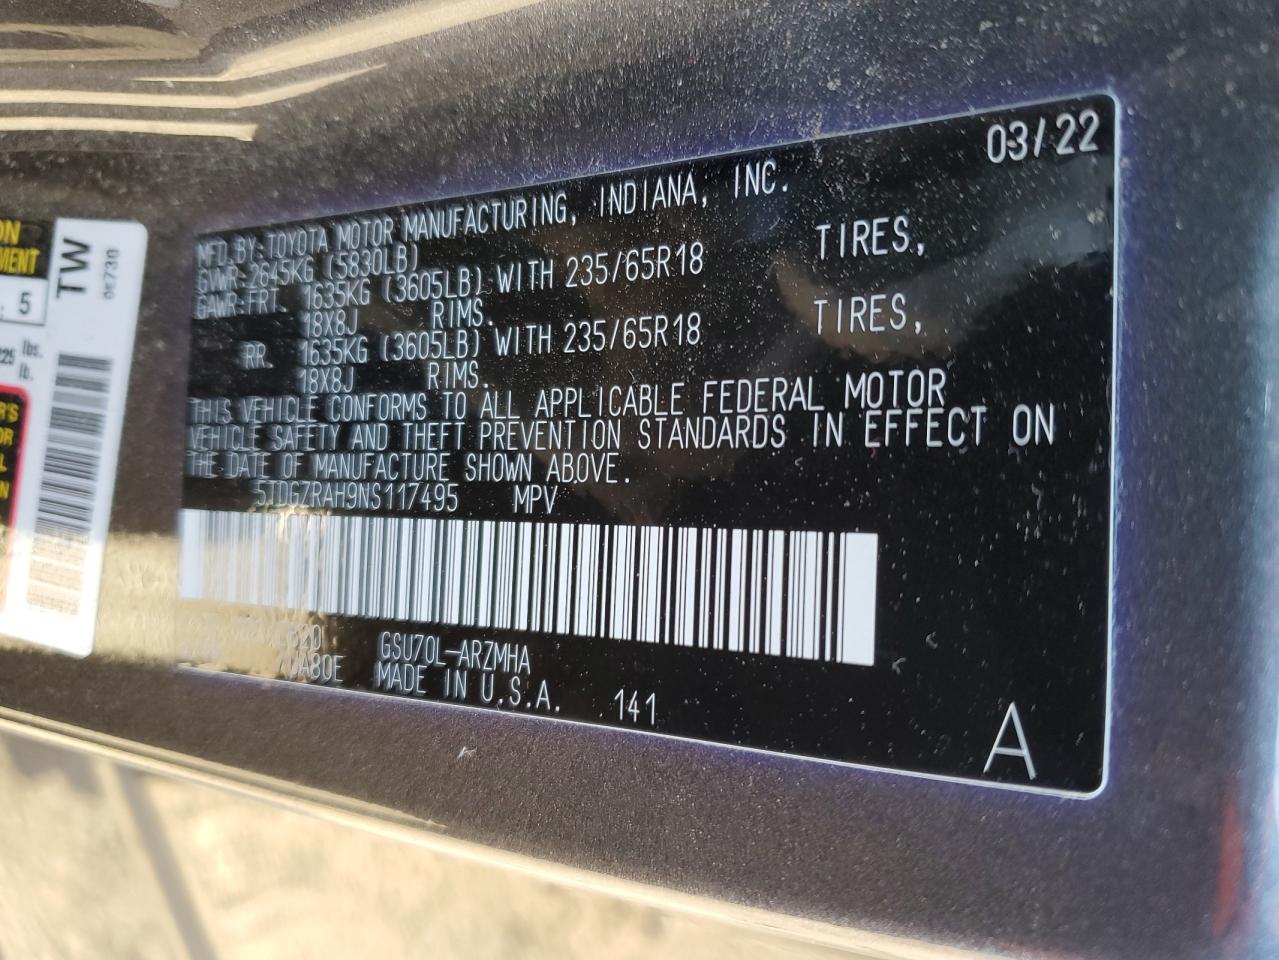 03/22
MFD.BY:TOYOTA MOTOR MANUFACTURING, INDIANA, INC.
GVWR-2645KG (5830LB)
GAWR-FRT 1635KG (3605LB) WITH 235/65R18 TIRES,
18X8J RIMS.
RR. 1635KG (3605LB) WITH 235/65R18 TIRES,
18X8J RIMS.
THIS VEHICLE CONFORMS TO ALL APPLICABLE FEDERAL MOTOR
VEHICLE SAFETY AND THEFT PREVENTION STANDARDS IN EFFECT ON
THE DATE OF MANUFACTURE SHOWN ABOVE.
5TDGZRAH9NS117495 MPV
GSU70L-ARZMHA
MADE IN U.S.A. 141
A
TW
: 5
lbs.
lb.